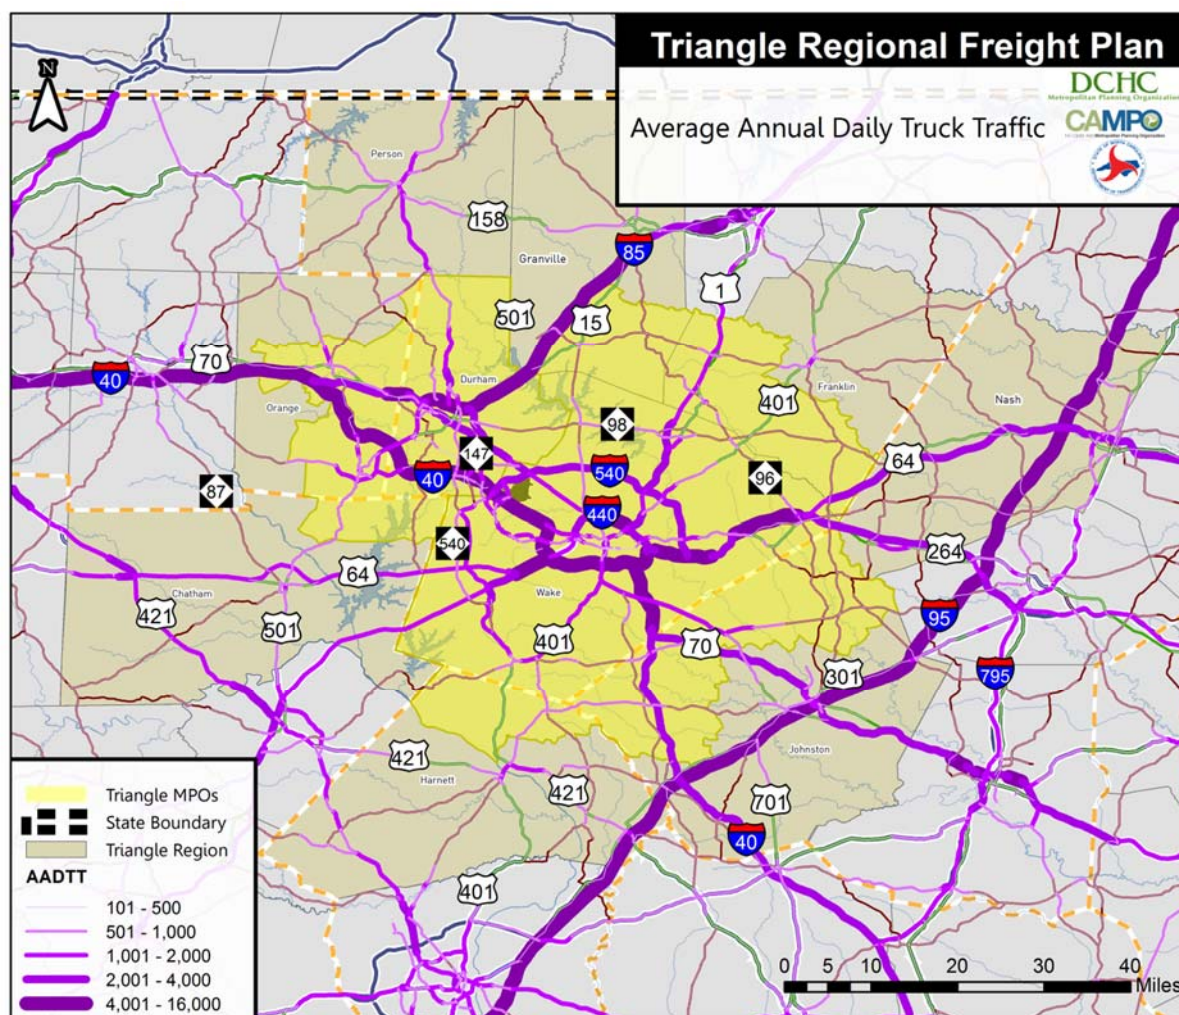 Triangle Regional Freight Plan
DCHC
Metropolitan Planning Organization
Average Annual Daily Truck Traffic
CAMPO
N
Person
158
85
Granville
1
501
15
70
40
Durham
Franklin
Nash
401
Orange
98
147
64
540
96
40
87
440
540
264
64
Chatham
Wake
421
95
501
401
70
301
795
421
Johnston
Harnett
421
701
40
401
Triangle MPOs
State Boundary
Triangle Region
AADTT
101 - 500
501 - 1,000
1,001 - 2,000
2,001 - 4,000
4,001 - 16,000
0 5 10 20 30 40
Miles